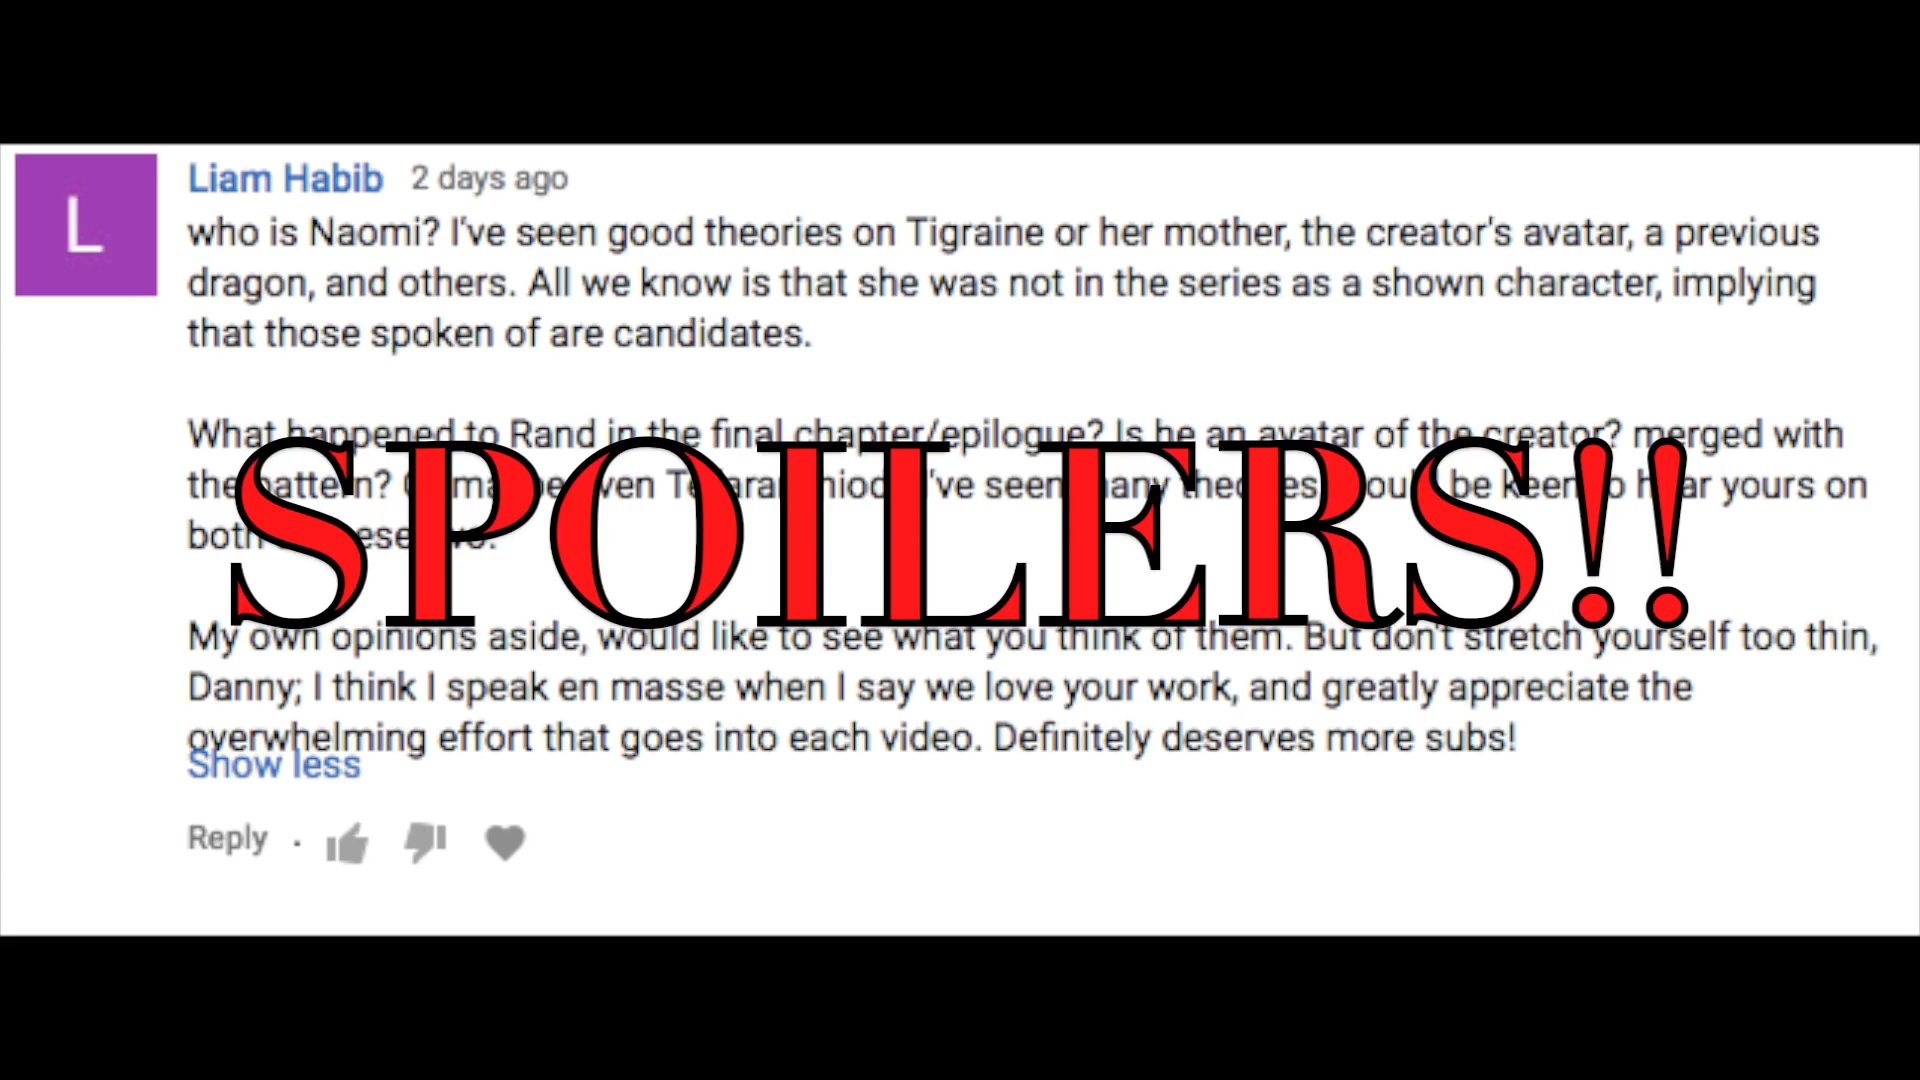 L
Liam Habib 2 days ago
who is Naomi? I've seen good theories on Tigraine or her mother, the creator's avatar, a previous
dragon, and others. All we know is that she was not in the series as a shown character, implying
that those spoken of are candidates.
What happened to Rand in the final chapter/epilogue? Is he an avatar of the creator? merged with
the pattern? even I've seen many theories would be keen to hear yours on
both
SPOILERS!!
My own opinions aside, would like to see what you think of them. But don't stretch yourself too thin,
Danny; I think I speak en masse when I say we love your work, and greatly appreciate the
overwhelming effort that goes into each video. Definitely deserves more subs!
Show less
Reply